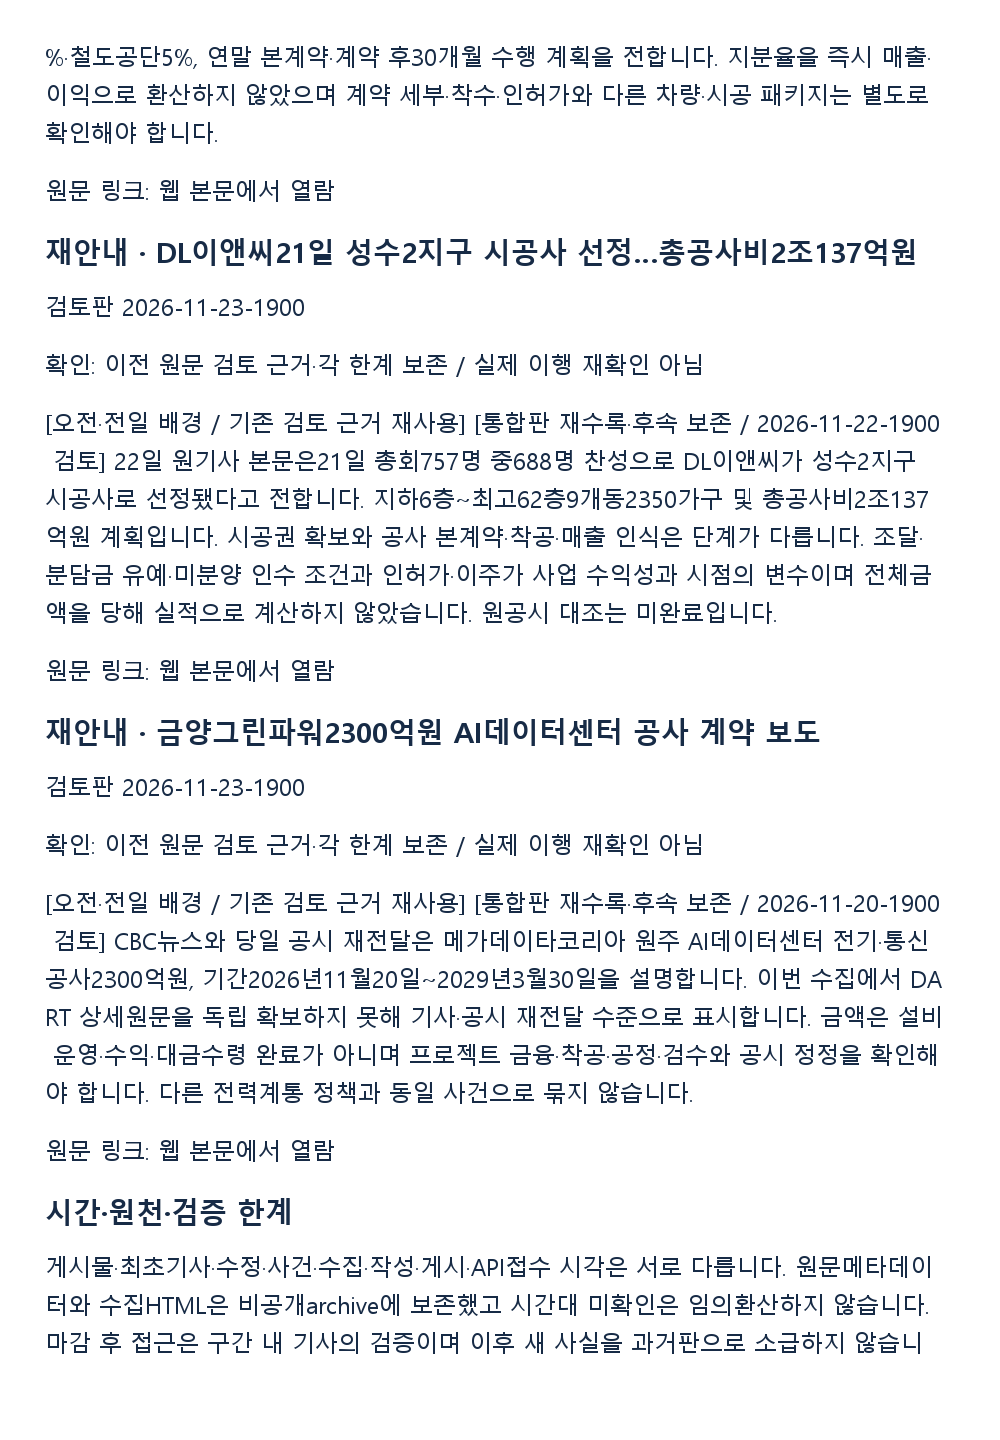 %·철도공단5%, 연말 본계약·계약 후30개월 수행 계획을 전합니다. 지분율을 즉시 매출·
이익으로 환산하지 않았으며 계약 세부·착수·인허가와 다른 차량·시공 패키지는 별도로
확인해야 합니다.
원문 링크: 웹 본문에서 열람
재안내 · DL이앤씨21일 성수2지구 시공사 선정…총공사비2조137억원
검토판 2026-11-23-1900
확인: 이전 원문 검토 근거·각 한계 보존 / 실제 이행 재확인 아님
[오전·전일 배경 / 기존 검토 근거 재사용] [통합판 재수록·후속 보존 / 2026-11-22-1900
검토] 22일 원기사 본문은21일 총회757명 중688명 찬성으로 DL이앤씨가 성수2지구
시공사로 선정됐다고 전합니다. 지하6층~최고62층9개동2350가구 및 총공사비2조137
억원 계획입니다. 시공권 확보와 공사 본계약·착공·매출 인식은 단계가 다릅니다. 조달·
분담금 유예·미분양 인수 조건과 인허가·이주가 사업 수익성과 시점의 변수이며 전체금
액을 당해 실적으로 계산하지 않았습니다. 원공시 대조는 미완료입니다.
원문 링크: 웹 본문에서 열람
재안내 · 금양그린파워2300억원 AI데이터센터 공사 계약 보도
검토판 2026-11-23-1900
확인: 이전 원문 검토 근거·각 한계 보존 / 실제 이행 재확인 아님
[오전·전일 배경 / 기존 검토 근거 재사용] [통합판 재수록·후속 보존 / 2026-11-20-1900
검토] CBC뉴스와 당일 공시 재전달은 메가데이타코리아 원주 AI데이터센터 전기·통신
공사2300억원, 기간2026년11월20일~2029년3월30일을 설명합니다. 이번 수집에서 DA
RT 상세원문을 독립 확보하지 못해 기사·공시 재전달 수준으로 표시합니다. 금액은 설비
운영·수익·대금수령 완료가 아니며 프로젝트 금융·착공·공정·검수와 공시 정정을 확인해
야 합니다. 다른 전력계통 정책과 동일 사건으로 묶지 않습니다.
원문 링크: 웹 본문에서 열람
시간·원천·검증 한계
게시물·최초기사·수정·사건·수집·작성·게시·API접수 시각은 서로 다릅니다. 원문메타데이
터와 수집HTML은 비공개archive에 보존했고 시간대 미확인은 임의환산하지 않습니다.
마감 후 접근은 구간 내 기사의 검증이며 이후 새 사실을 과거판으로 소급하지 않습니